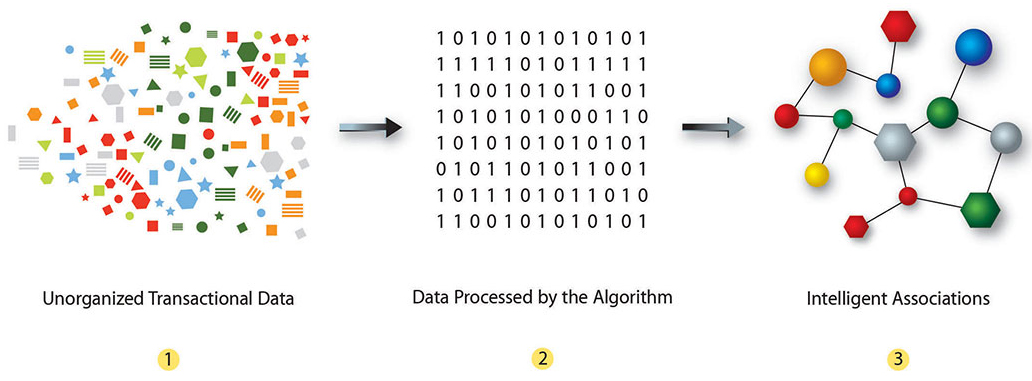 1 0 1 0 1 0 1 0 1 0 1 0 1
1 1 1 1 1 0 1 0 1 1 1 1 1
1 1 0 0 1 0 1 0 1 1 0 0 1
1 0 1 0 1 0 1 0 0 0 1 1 0
1 0 1 0 1 0 1 0 1 0 1 0 1
0 1 0 1 1 0 1 0 1 1 0 0 1
1 0 1 1 1 0 1 0 1 1 0 1 0
1 1 0 0 1 0 1 0 1 0 1 0 1
Unorganized Transactional Data
Data Processed by the Algorithm
Intelligent Associations
1
2
3